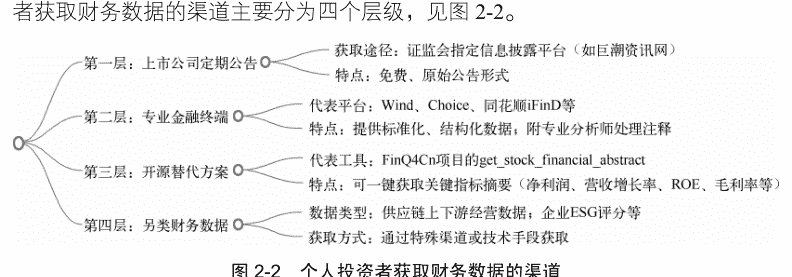 者获取财务数据的渠道主要分为四个层级，见图 2-2。
第一层：上市公司定期公告
获取途径：证监会指定信息披露平台（如巨潮资讯网）
特点：免费、原始公告形式
第二层：专业金融终端
代表平台：Wind、Choice、同花顺iFinD等
特点：提供标准化、结构化数据；附专业分析师处理注释
第三层：开源替代方案
代表工具：FinQ4Cn项目的get_stock_financial_abstract
特点：可一键获取关键指标摘要（净利润、营收增长率、ROE、毛利率等）
第四层：另类财务数据
数据类型：供应链上下游经营数据；企业ESG评分等
获取方式：通过特殊渠道或技术手段获取
图 2-2 个人投资者获取财务数据的渠道